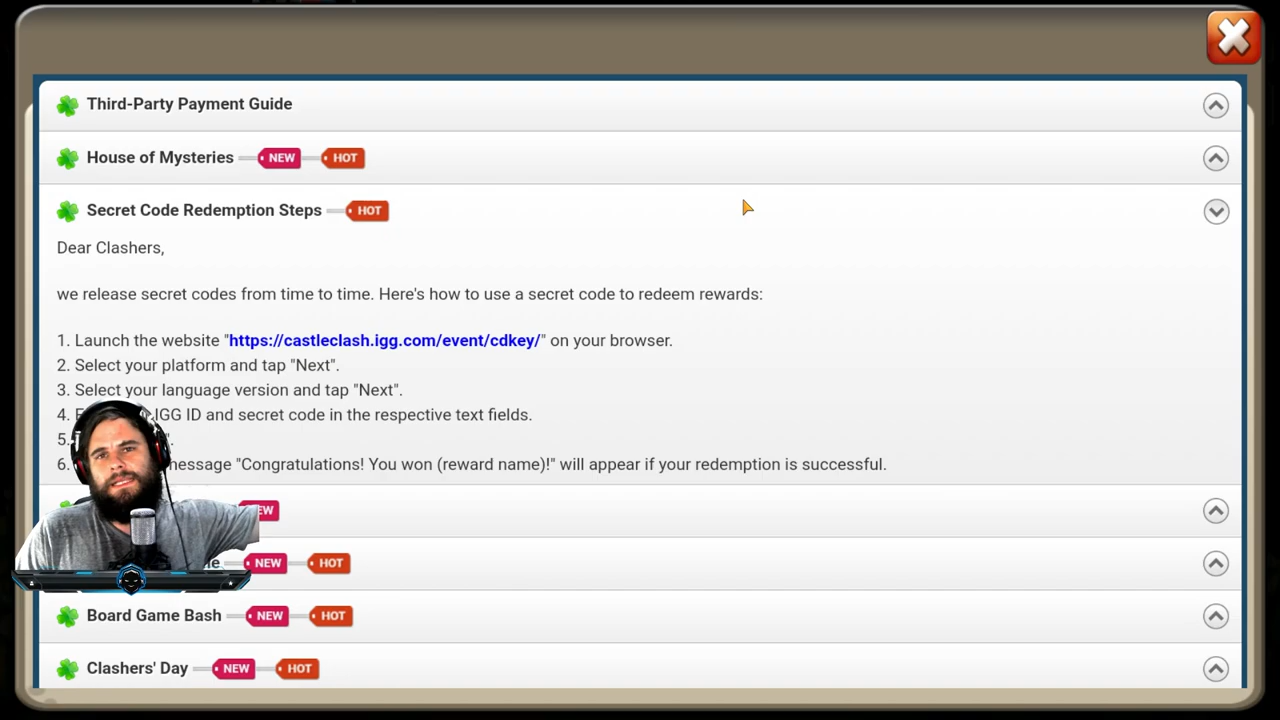 Third-Party Payment Guide
House of Mysteries NEW HOT
Secret Code Redemption Steps HOT
Dear Clashers,
we release secret codes from time to time. Here's how to use a secret code to redeem rewards:
1. Launch the website "https://castleclash.igg.com/event/cdkey/" on your browser.
2. Select your platform and tap "Next".
3. Select your language version and tap "Next".
4. IGG ID and secret code in the respective text fields.
5. ".
6. message "Congratulations! You won (reward name)!" will appear if your redemption is successful.
NEW HOT
Board Game Bash NEW HOT
Clashers' Day NEW HOT